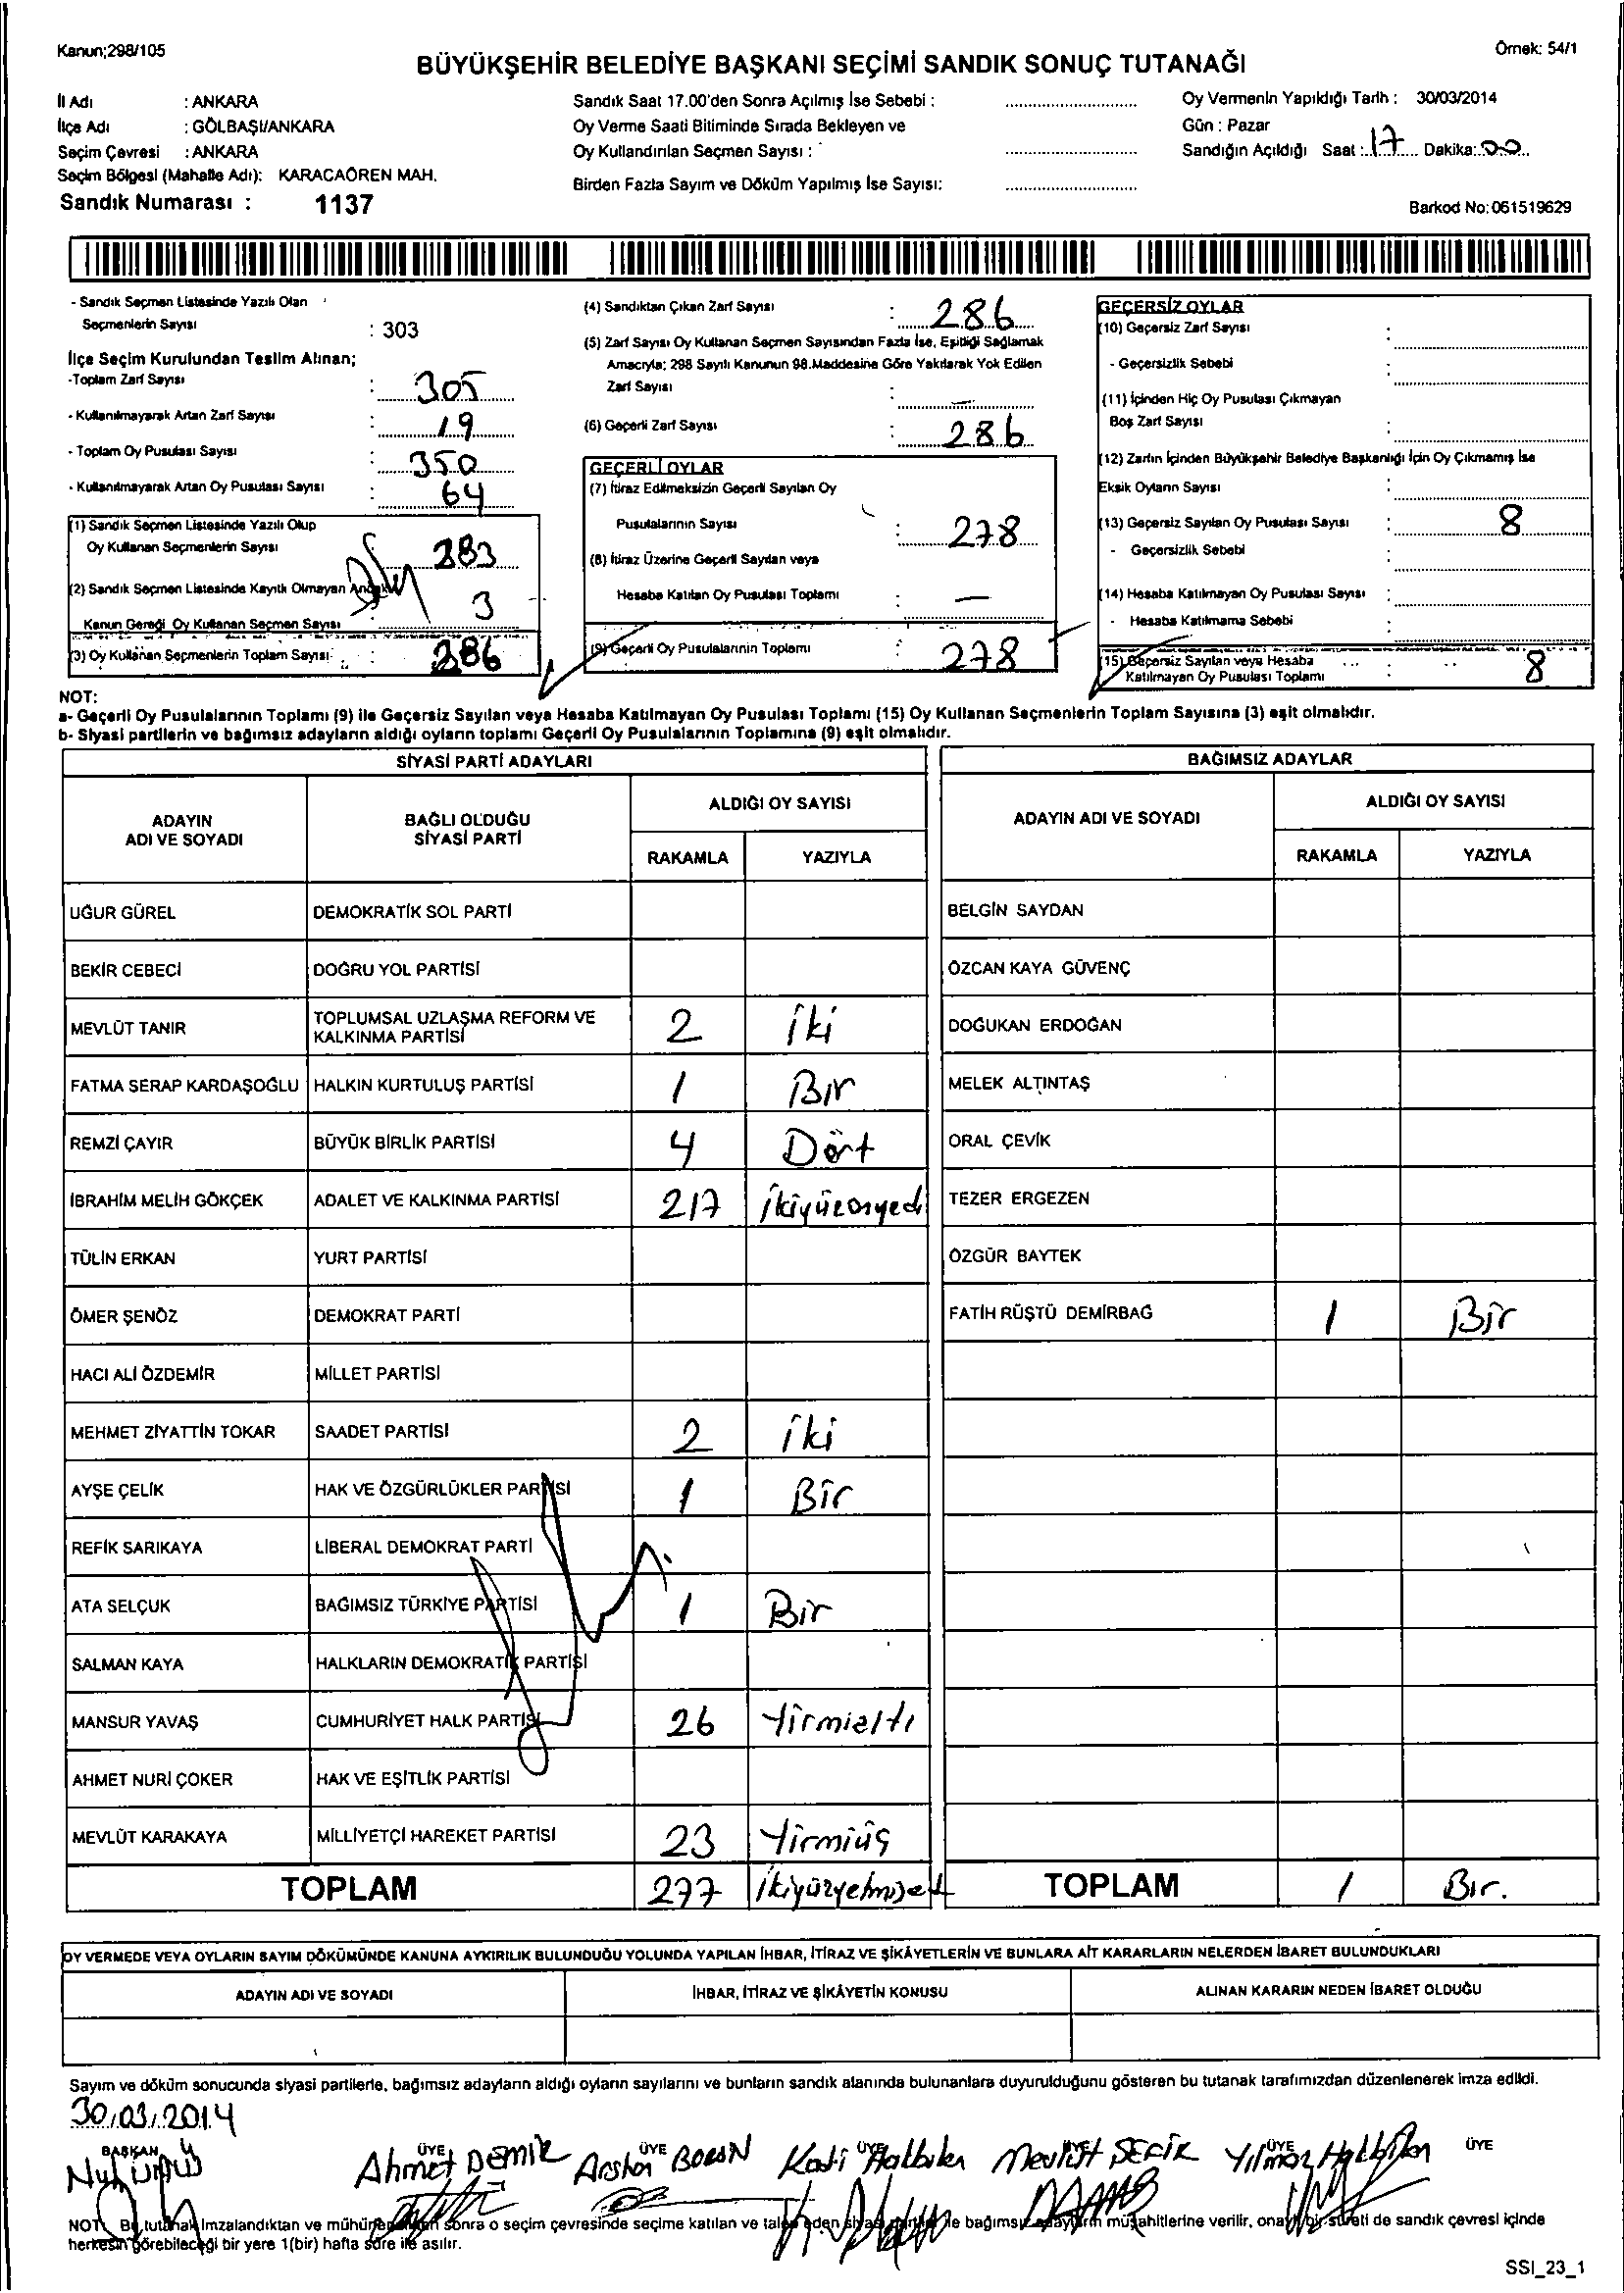 Kanun;298/105
Örnek: 54/1
BÜYÜKŞEHİR BELEDİYE BAŞKANI SEÇİMİ SANDIK SONUÇ TUTANAĞI
İl Adı : ANKARA
İlçe Adı : GÖLBAŞI/ANKARA
Seçim Çevresi : ANKARA
Seçim Bölgesi (Mahalle Adı): KARACAÖREN MAH.
Sandık Numarası : 1137
Sandık Saat 17.00'den Sonra Açılmış İse Sebebi :
Oy Verme Saati Bitiminde Sırada Bekleyen ve
Oy Kullandırılan Seçmen Sayısı :
Birden Fazla Sayım ve Döküm Yapılmış İse Sayısı:
Oy Vermenin Yapıldığı Tarih : 30/03/2014
Gün : Pazar
Sandığın Açıldığı Saat : 17 Dakika: 00
Barkod No: 061519629
- Sandık Seçmen Listesinde Yazılı Olan
Seçmenlerin Sayısı : 303
İlçe Seçim Kurulundan Teslim Alınan;
-Toplam Zarf Sayısı : 305
- Kullanılmayarak Artan Zarf Sayısı : 19
- Toplam Oy Pusulası Sayısı : 350
- Kullanılmayarak Artan Oy Pusulası Sayısı : 64
(1) Sandık Seçmen Listesinde Yazılı Olup
Oy Kullanan Seçmenlerin Sayısı 283
(2) Sandık Seçmen Listesinde Kayıtlı Olmayan Ancak
Kanun Gereği Oy Kullanan Seçmen Sayısı 3
(3) Oy Kullanan Seçmenlerin Toplam Sayısı : 286
(4) Sandıktan Çıkan Zarf Sayısı : 286
(5) Zarf Sayısı Oy Kullanan Seçmen Sayısından Fazla İse, Eşitliği Sağlamak
Amacıyla; 298 Sayılı Kanunun 98.Maddesine Göre Yakılarak Yok Edilen
Zarf Sayısı : —
(6) Geçerli Zarf Sayısı : 286
GEÇERLİ OYLAR
(7) İtiraz Edilmeksizin Geçerli Sayılan Oy
Pusulalarının Sayısı : 278
(8) İtiraz Üzerine Geçerli Sayılan veya
Hesaba Katılan Oy Pusulası Toplamı : —
(9) Geçerli Oy Pusulalarının Toplamı 278
GEÇERSİZ OYLAR
(10) Geçersiz Zarf Sayısı :
- Geçersizlik Sebebi :
(11) İçinden Hiç Oy Pusulası Çıkmayan
Boş Zarf Sayısı :
(12) Zarfın İçinden Büyükşehir Belediye Başkanlığı İçin Oy Çıkmamış İse
Eksik Oyların Sayısı :
(13) Geçersiz Sayılan Oy Pusulası Sayısı : 8
- Geçersizlik Sebebi :
(14) Hesaba Katılmayan Oy Pusulası Sayısı :
- Hesaba Katılmama Sebebi :
(15) Geçersiz Sayılan veya Hesaba
Katılmayan Oy Pusulası Toplamı : 8
NOT:
a- Geçerli Oy Pusulalarının Toplamı (9) ile Geçersiz Sayılan veya Hesaba Katılmayan Oy Pusulası Toplamı (15) Oy Kullanan Seçmenlerin Toplam Sayısına (3) eşit olmalıdır.
b- Siyasi partilerin ve bağımsız adayların aldığı oyların toplamı Geçerli Oy Pusulalarının Toplamına (9) eşit olmalıdır.
SİYASİ PARTİ ADAYLARI
ADAYIN ADI VE SOYADI
BAĞLI OLDUĞU SİYASİ PARTİ
ALDIĞI OY SAYISI
RAKAMLA YAZIYLA
UĞUR GÜREL DEMOKRATİK SOL PARTİ
BEKİR CEBECİ DOĞRU YOL PARTİSİ
MEVLÜT TANIR TOPLUMSAL UZLAŞMA REFORM VE KALKINMA PARTİSİ 2 İki
FATMA SERAP KARDAŞOĞLU HALKIN KURTULUŞ PARTİSİ 1 Bir
REMZİ ÇAYIR BÜYÜK BİRLİK PARTİSİ 4 Dört
İBRAHİM MELİH GÖKÇEK ADALET VE KALKINMA PARTİSİ 217 İkiyüzonyedi
TÜLİN ERKAN YURT PARTİSİ
ÖMER ŞENÖZ DEMOKRAT PARTİ
HACI ALİ ÖZDEMİR MİLLET PARTİSİ
MEHMET ZİYATTİN TOKAR SAADET PARTİSİ 2 iki
AYŞE ÇELİK HAK VE ÖZGÜRLÜKLER PARTİSİ 1 Bir
REFİK SARIKAYA LİBERAL DEMOKRAT PARTİ
ATA SELÇUK BAĞIMSIZ TÜRKİYE PARTİSİ 1 Bir
SALMAN KAYA HALKLARIN DEMOKRATİK PARTİSİ
MANSUR YAVAŞ CUMHURİYET HALK PARTİSİ 26 Yirmialtı
AHMET NURİ ÇOKER HAK VE EŞİTLİK PARTİSİ
MEVLÜT KARAKAYA MİLLİYETÇİ HAREKET PARTİSİ 23 Yirmiüç
TOPLAM 277
BAĞIMSIZ ADAYLAR
ADAYIN ADI VE SOYADI
ALDIĞI OY SAYISI
RAKAMLA YAZIYLA
BELGİN SAYDAN
ÖZCAN KAYA GÜVENÇ
DOĞUKAN ERDOĞAN
MELEK ALTINTAŞ
ORAL ÇEVİK
TEZER ERGEZEN
ÖZGÜR BAYTEK
FATİH RÜŞTÜ DEMİRBAĞ 1 Bir
TOPLAM 1 Bir.
OY VERMEDE VEYA OYLARIN SAYIM DÖKÜMÜNDE KANUNA AYKIRILIK BULUNDUĞU YOLUNDA YAPILAN İHBAR, İTİRAZ VE ŞİKÂYETLERİN VE BUNLARA AİT KARARLARIN NELERDEN İBARET BULUNDUKLARI
ADAYIN ADI VE SOYADI
İHBAR, İTİRAZ VE ŞİKÂYETİN KONUSU
ALINAN KARARIN NEDEN İBARET OLDUĞU
Sayım ve döküm sonucunda siyasi partilerle, bağımsız adayların aldığı oyların sayılarını ve bunların sandık alanında bulunanlara duyurulduğunu gösteren bu tutanak tarafımızdan düzenlenerek imza edildi.
30.03.2014
BAŞKAN ÜYE ÜYE ÜYE ÜYE ÜYE ÜYE
Ahmet Demir
NOT: Bu tutanak imzalandıktan ve mühürlendikten sonra o seçim çevresinde seçime katılan ve talep eden siyasi partiler ile bağımsız adayların müşahitlerine verilir, onaylı bir sureti de sandık çevresi içinde
herkesin görebileceği bir yere 1(bir) hafta süre ile asılır.
SSI_23_1